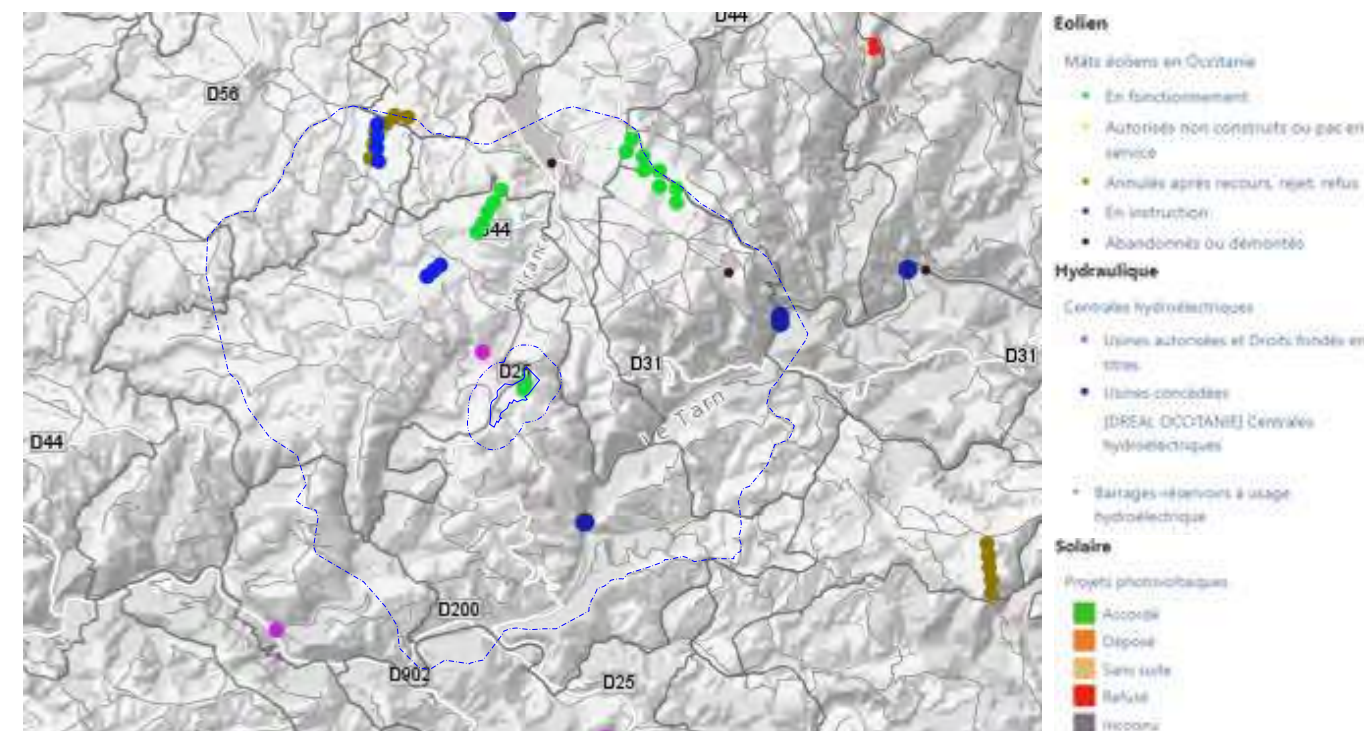 D44
D56
D44
D31
D31
D2
Le Tarn
D44
D200
D902
D25
Eolien
Mâts éoliens en Occitanie
En fonctionnement
Autorisés non construits ou pas en
service
Annulés après recours, rejet, refus
En instruction
Abandonnés ou démontés
Hydraulique
Centrales hydroélectriques
Usines autorisées et Droits fondés en
titres
Usines concédées
[DREAL OCCITANIE] Centrales
hydroélectriques
Barrages-réservoirs à usage
hydroélectrique
Solaire
Projets photovoltaïques
Accordé
Déposé
Sans suite
Refusé
Inconnu